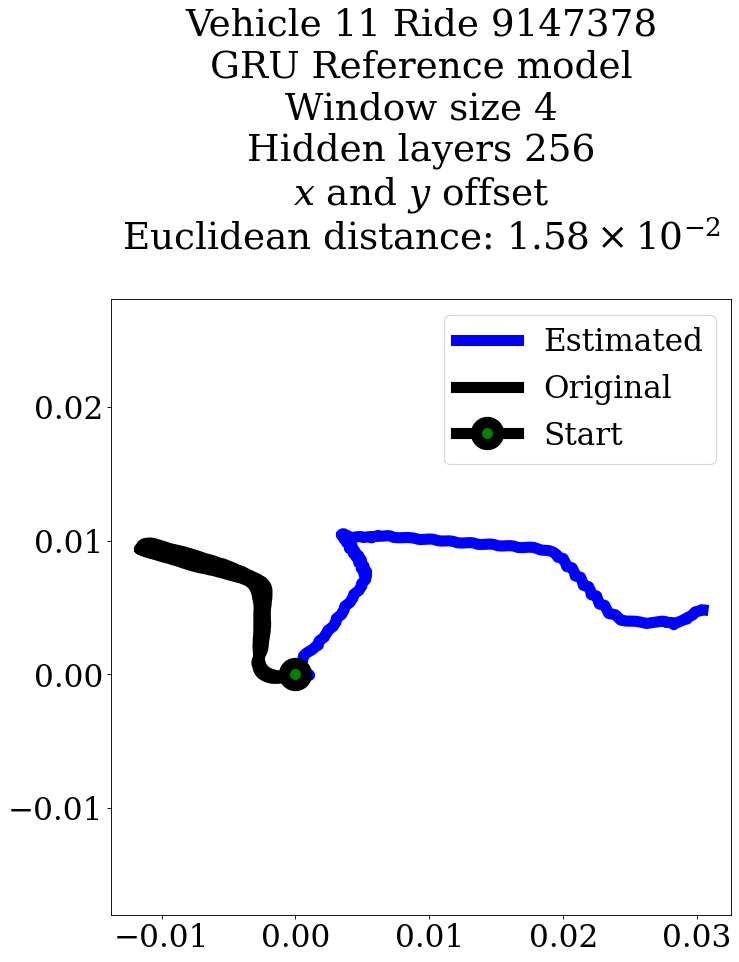 Vehicle 11 Ride 9147378
GRU Reference model
Window size 4
Hidden layers 256
x and y offset
Euclidean distance: 1.58 × 10⁻²
Estimated
Original
Start
0.02
0.01
0.00
−0.01
−0.01 0.00 0.01 0.02 0.03